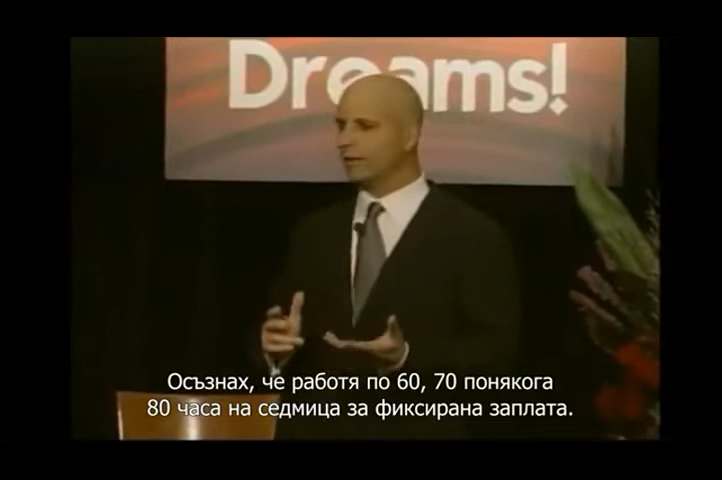 Dreams!
Осъзнах, че работя по 60, 70 понякога
80 часа на седмица за фиксирана заплата.